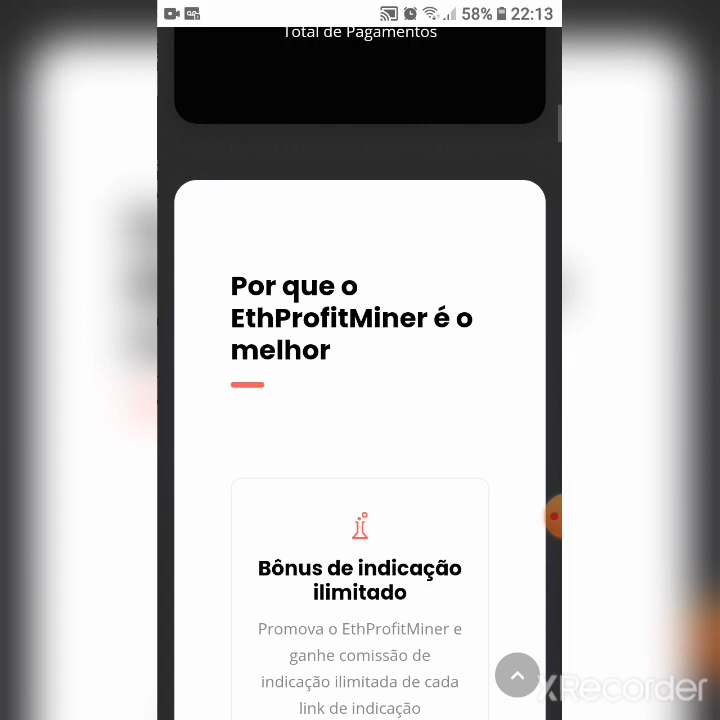 58% 22:13
Total de Pagamentos
Por que o
EthProfitMiner é o
melhor
Bônus de indicação
ilimitado
Promova o EthProfitMiner e
ganhe comissão de
indicação ilimitada de cada
link de indicação
XRecorder